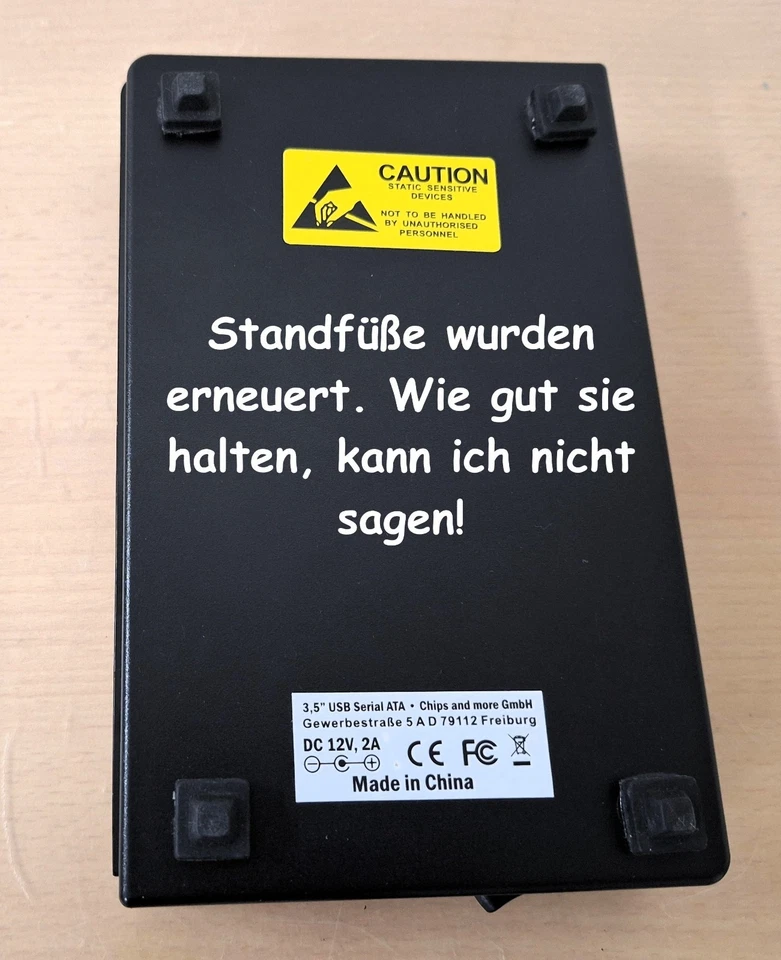 CAUTION
STATIC SENSITIVE
DEVICES
NOT TO BE HANDLED
BY UNAUTHORISED
PERSONNEL
Standfüße wurden
erneuert. Wie gut sie
halten, kann ich nicht
sagen!
3,5" USB Serial ATA • Chips and more GmbH
Gewerbestraße 5 A D 79112 Freiburg
DC 12V, 2A
CE FC
Made in China